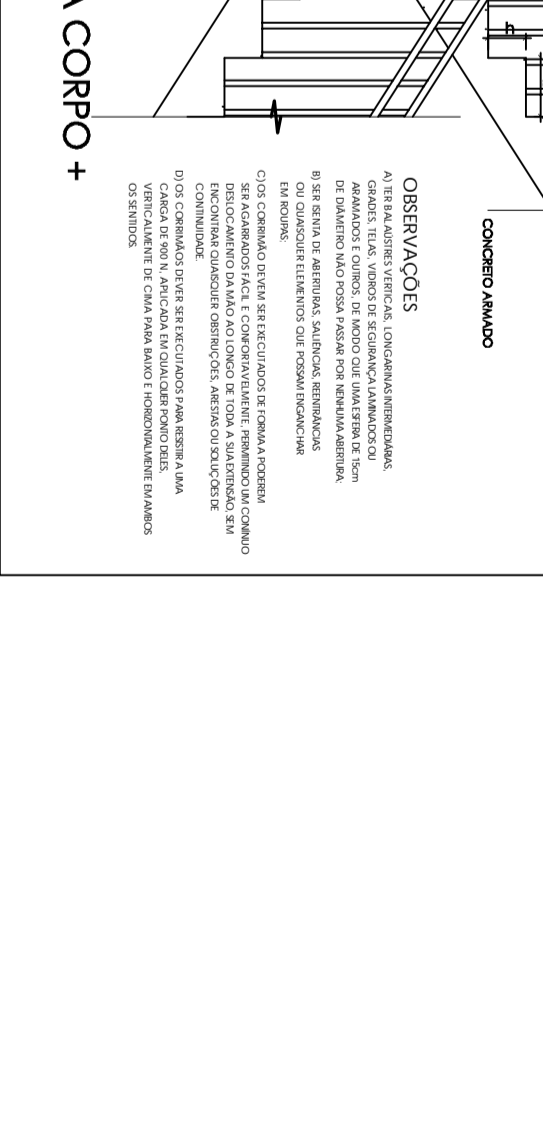 CONCRETO ARMADO
OBSERVAÇÕES
A) TER BALAÚSTRES VERTICAIS, LONGARINAS INTERMEDIÁRIAS,
GRADES, TELAS, VIDROS DE SEGURANÇA LAMINADOS OU
ARAMADOS E OUTROS, DE MODO QUE UMA ESFERA DE 15cm
DE DIÂMETRO NÃO POSSA PASSAR POR NENHUMA ABERTURA;
B) SER ISENTA DE ABERTURAS, SALIÊNCIAS, REENTRÂNCIAS
OU QUAISQUER ELEMENTOS QUE POSSAM ENGANCHAR
EM ROUPAS;
C) OS CORRIMÃO DEVEM SER EXECUTADOS DE FORMA A PODEREM
SER AGARRADOS FÁCIL E CONFORTAVELMENTE, PERMITINDO UM CONÍNUO
DESLOCAMENTO DA MÃO AO LONGO DE TODA A SUA EXTENSÃO, SEM
ENCONTRAR QUAISQUER OBSTRUÇÕES, ARESTAS OU SOLUÇÕES DE
CONTINUIDADE.
D) OS CORRIMÃOS DEVER SER EXECUTADOS PARA RESISTIR A UMA
CARGA DE 900 N, APLICADA EM QUALQUER PONTO DELES,
VERTICALMENTE DE CIMA PARA BAIXO E HORIZONTALMENTE EM AMBOS
OS SENTIDOS.
A CORPO +